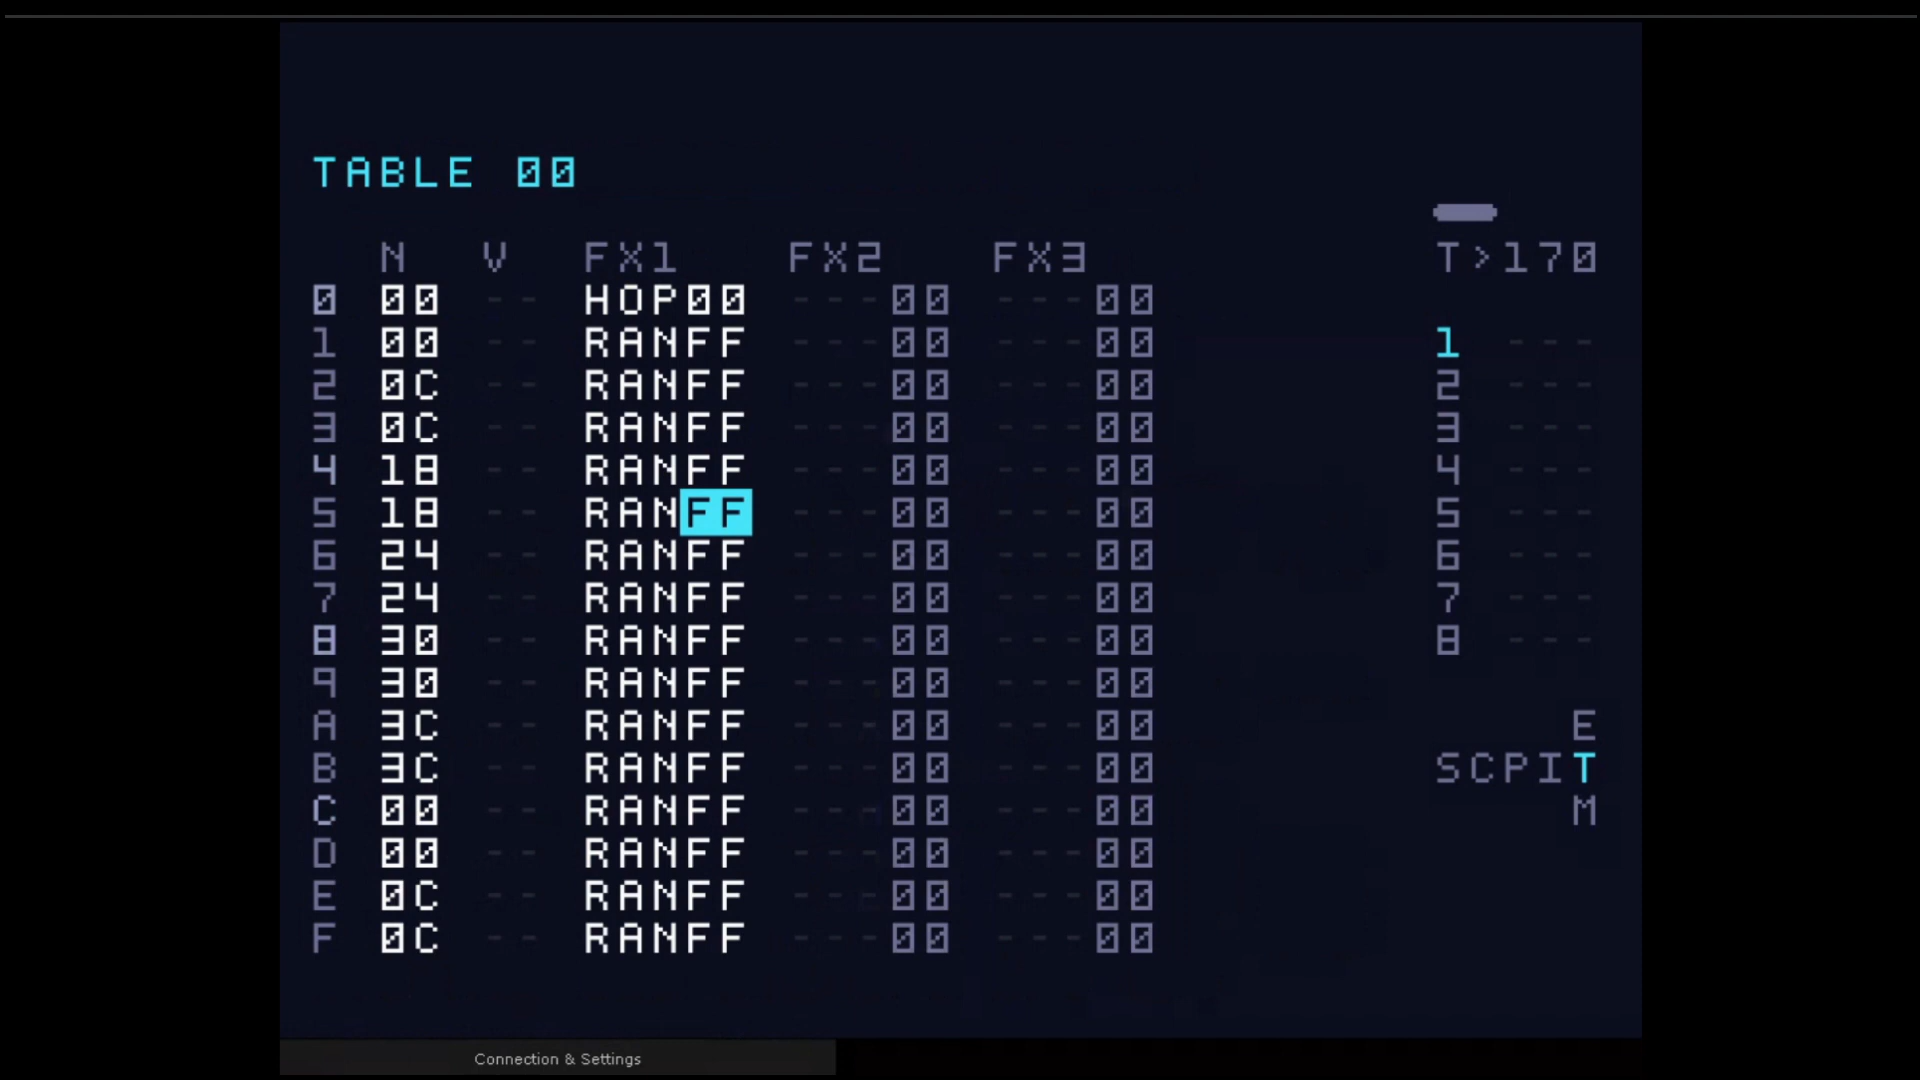 TABLE 00
N V FX1 FX2 FX3 T>170
0 00 -- HOP00 ---00 ---00
1 00 -- RANFF ---00 ---00 1 ---
2 0C -- RANFF ---00 ---00 2 ---
3 0C -- RANFF ---00 ---00 3 ---
4 18 -- RANFF ---00 ---00 4 ---
5 18 -- RANFF ---00 ---00 5 ---
6 24 -- RANFF ---00 ---00 6 ---
7 24 -- RANFF ---00 ---00 7 ---
8 30 -- RANFF ---00 ---00 8 ---
9 30 -- RANFF ---00 ---00
A 3C -- RANFF ---00 ---00 E
B 3C -- RANFF ---00 ---00 SCPIT
C 00 -- RANFF ---00 ---00 M
D 00 -- RANFF ---00 ---00
E 0C -- RANFF ---00 ---00
F 0C -- RANFF ---00 ---00
Connection & Settings